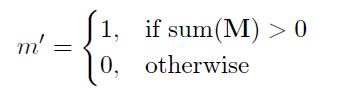 m′ = { 1, if sum(M) > 0
0, otherwise